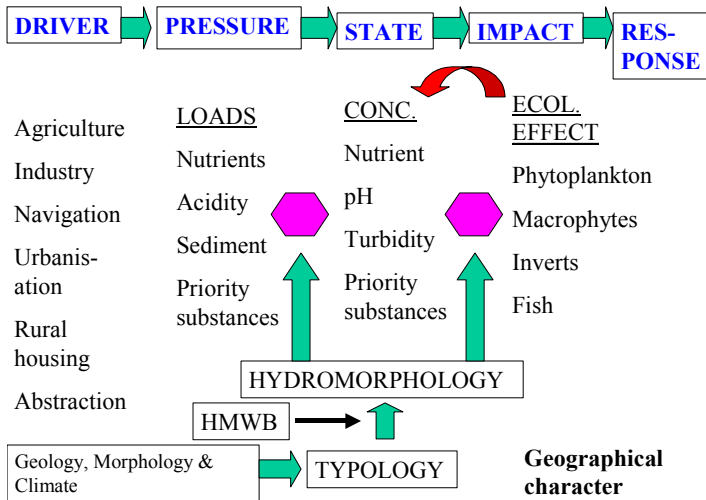 DRIVER
PRESSURE
STATE
IMPACT
RES-
PONSE
Agriculture
Industry
Navigation
Urbanis-
ation
Rural
housing
Abstraction
LOADS
Nutrients
Acidity
Sediment
Priority
substances
CONC.
Nutrient
pH
Turbidity
Priority
substances
ECOL.
EFFECT
Phytoplankton
Macrophytes
Inverts
Fish
HYDROMORPHOLOGY
HMWB
Geology, Morphology &
Climate
TYPOLOGY
Geographical
character